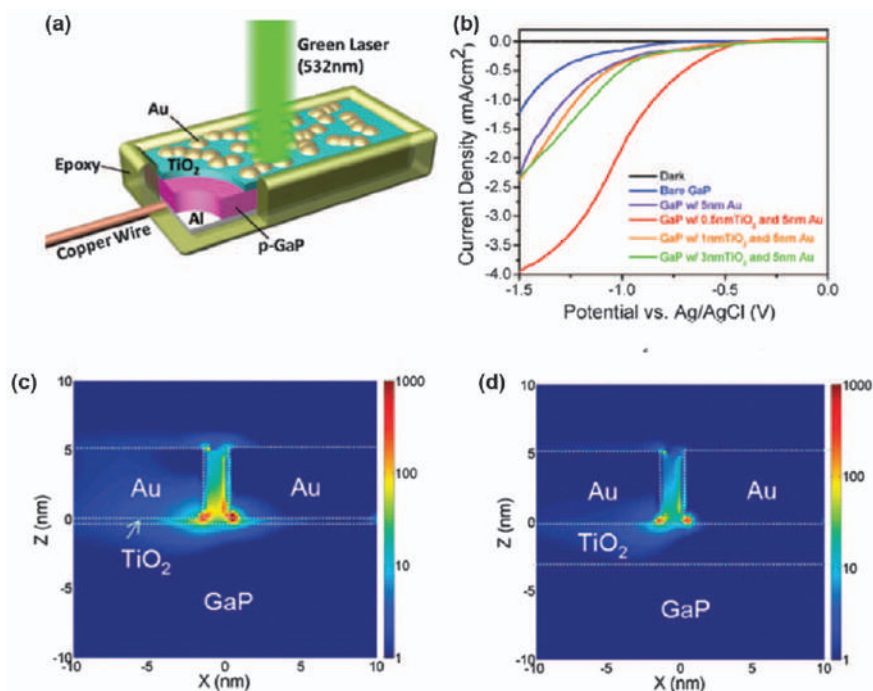 (a)
Green Laser
(532nm)
Au
Epoxy
TiO₂
Al
Copper Wire
p-GaP
(b)
Current Density (mA/cm²)
0.0
-0.5
-1.0
-1.5
-2.0
-2.5
-3.0
-3.5
-4.0
Dark
Bare GaP
GaP w/ 5nm Au
GaP w/ 0.5nmTiO₂ and 5nm Au
GaP w/ 1nmTiO₂ and 5nm Au
GaP w/ 3nmTiO₂ and 5nm Au
-1.5 -1.0 -0.5 0.0
Potential vs. Ag/AgCl (V)
(c)
Z (nm)
10
5
0
-5
-10
Au Au
TiO₂
GaP
-10 -5 0 5 10
X (nm)
1000
100
10
1
(d)
Z (nm)
10
5
0
-5
-10
Au Au
TiO₂
GaP
-10 -5 0 5 10
X (nm)
1000
100
10
1